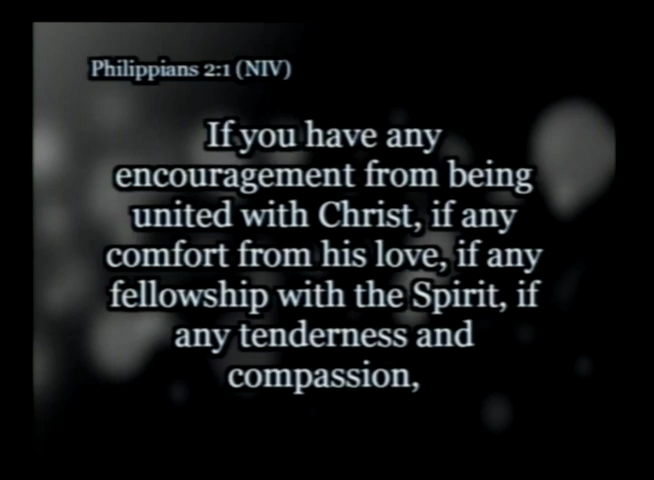 Philippians 2:1 (NIV)
If you have any
encouragement from being
united with Christ, if any
comfort from his love, if any
fellowship with the Spirit, if
any tenderness and
compassion,